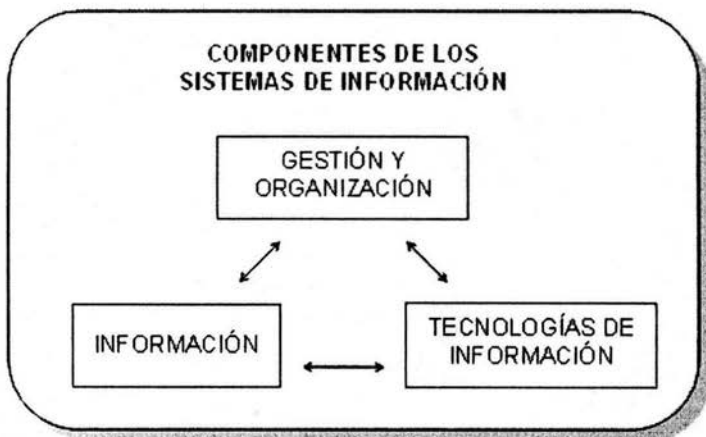 COMPONENTES DE LOS
SISTEMAS DE INFORMACIÓN
GESTIÓN Y
ORGANIZACIÓN
INFORMACIÓN
TECNOLOGÍAS DE
INFORMACIÓN